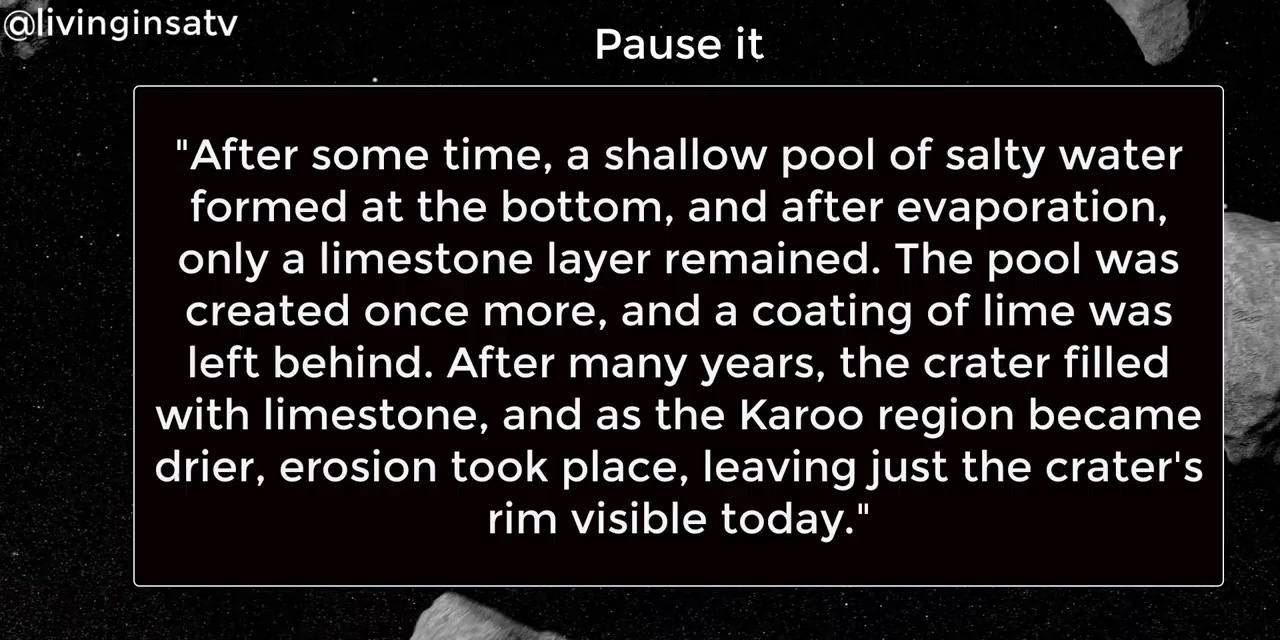 @livinginsatv
Pause it
"After some time, a shallow pool of salty water
formed at the bottom, and after evaporation,
only a limestone layer remained. The pool was
created once more, and a coating of lime was
left behind. After many years, the crater filled
with limestone, and as the Karoo region became
drier, erosion took place, leaving just the crater's
rim visible today."